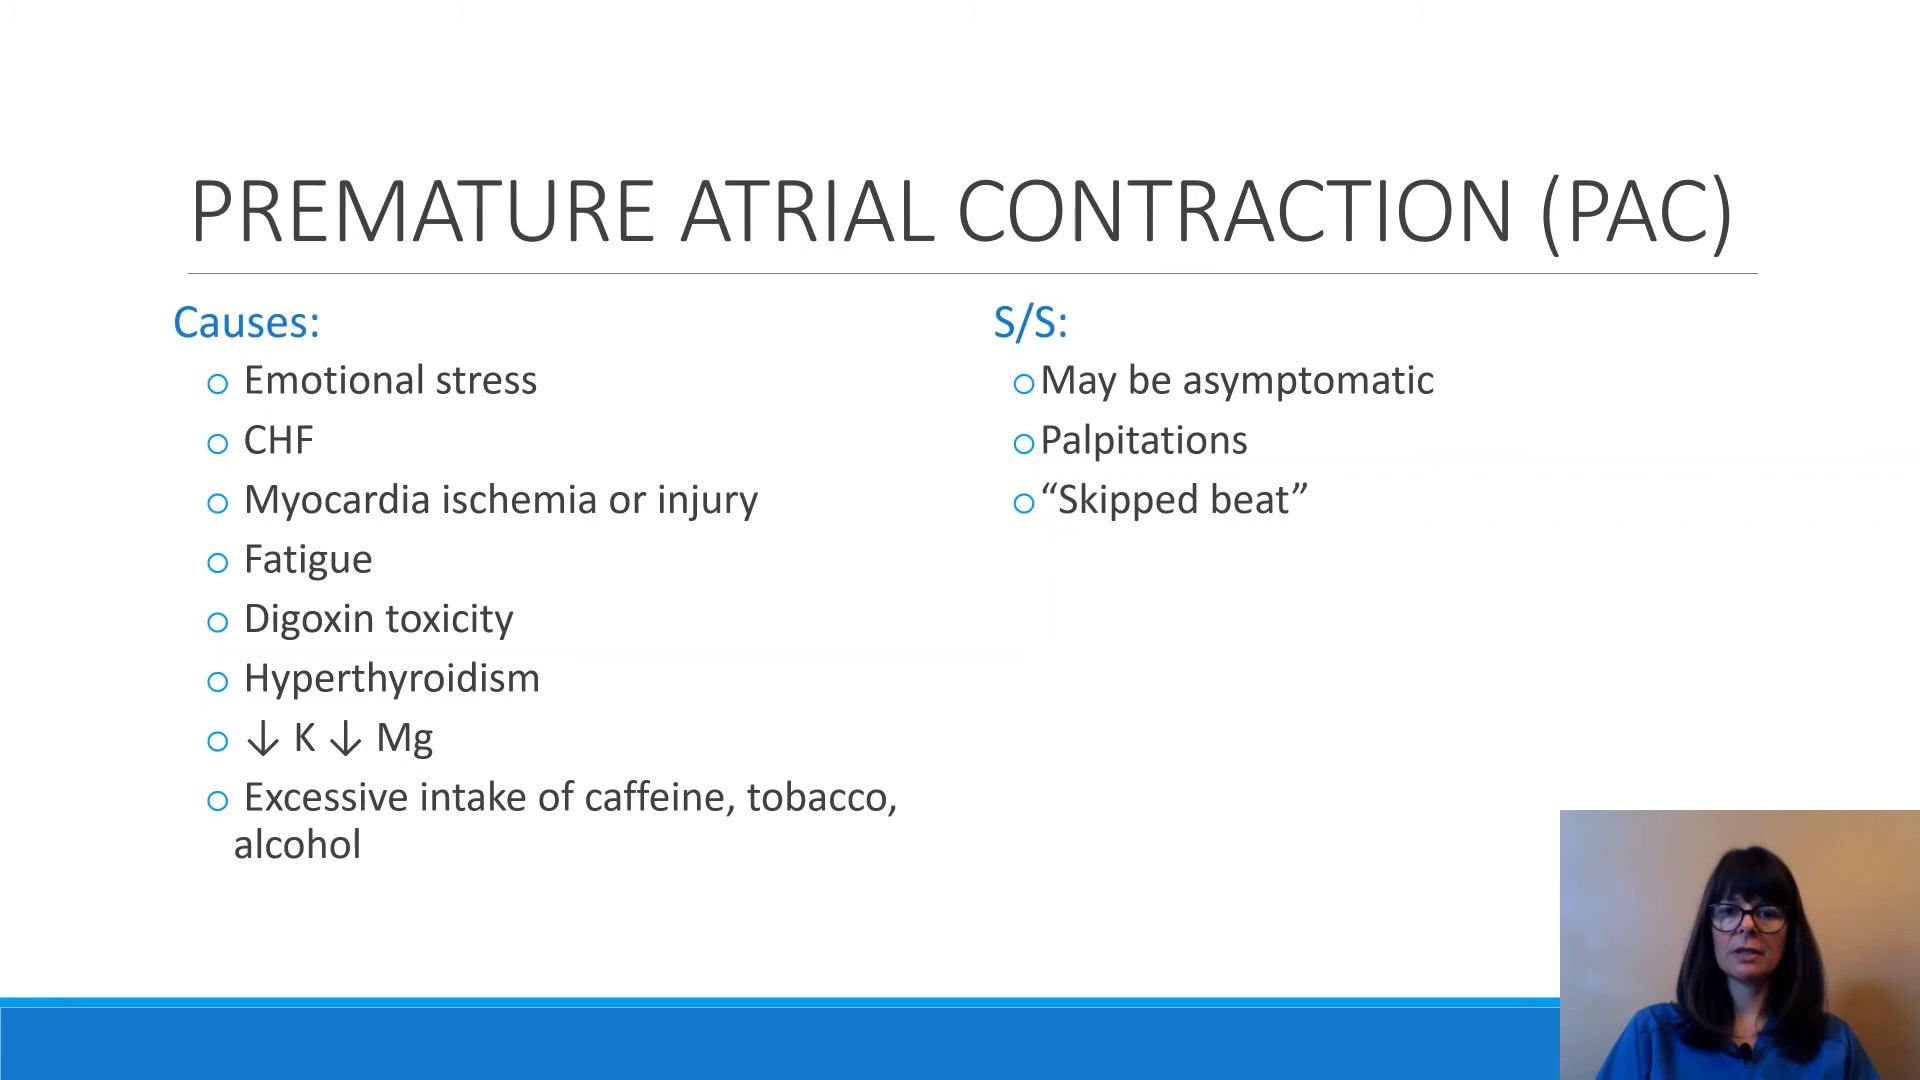 PREMATURE ATRIAL CONTRACTION (PAC)
Causes:
o Emotional stress
o CHF
o Myocardia ischemia or injury
o Fatigue
o Digoxin toxicity
o Hyperthyroidism
o ↓ K ↓ Mg
o Excessive intake of caffeine, tobacco,
alcohol
S/S:
o May be asymptomatic
o Palpitations
o “Skipped beat”